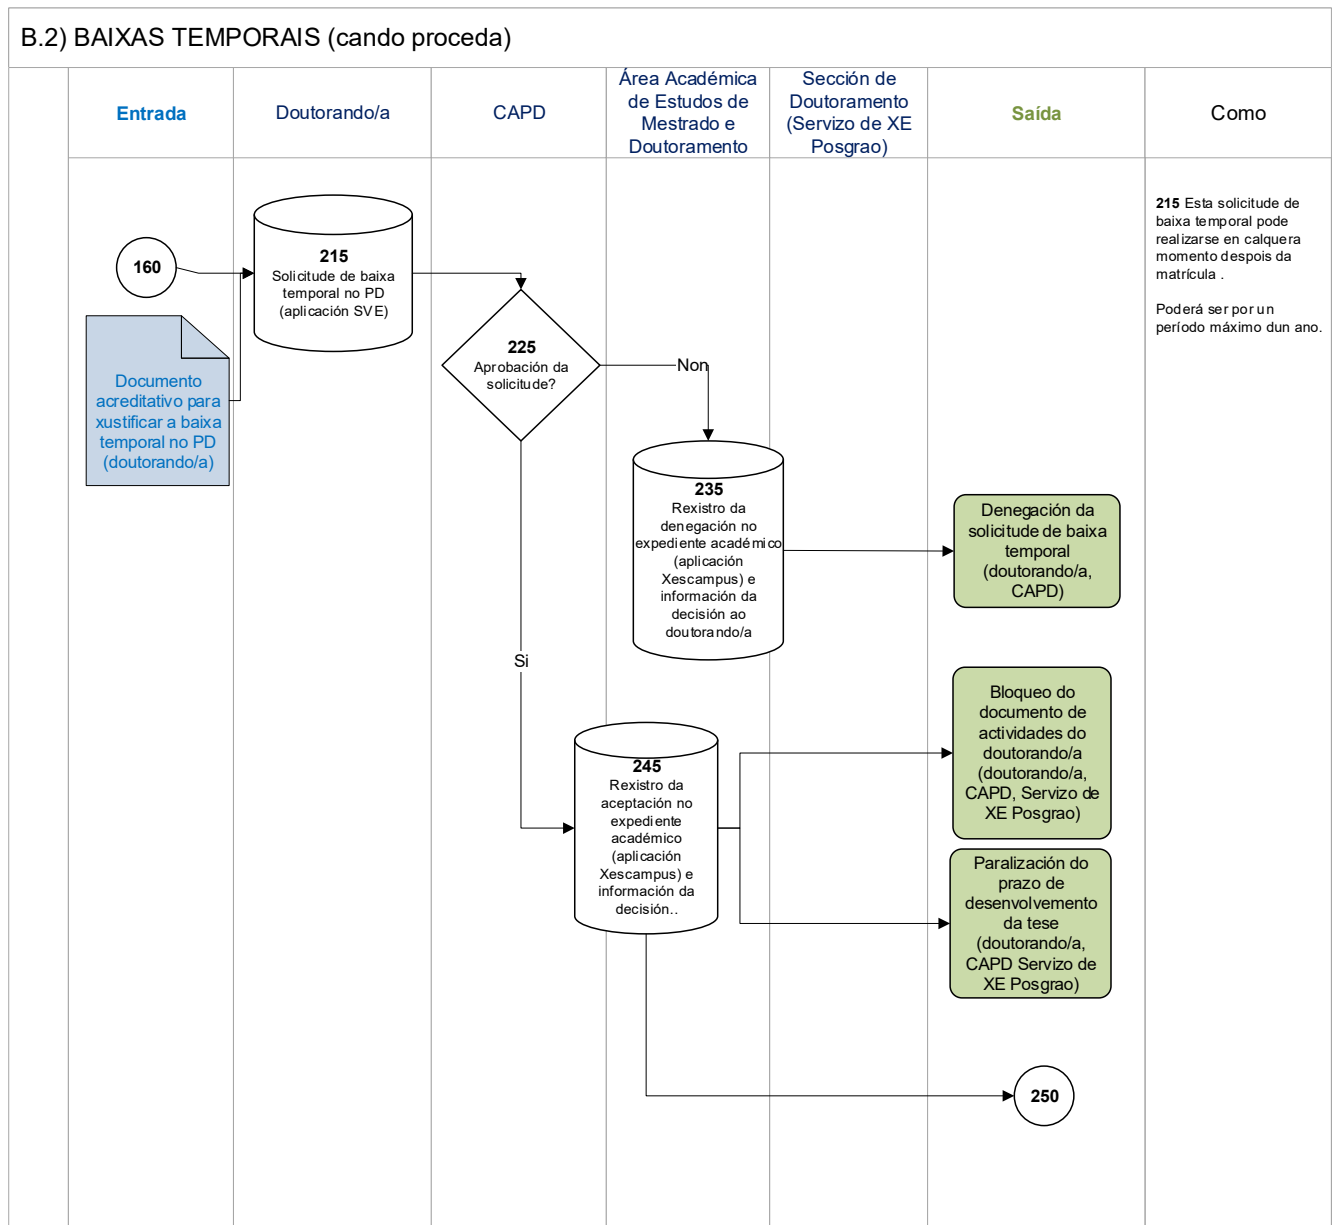 B.2) BAIXAS TEMPORAIS (cando proceda)
Entrada
Doutorando/a
CAPD
Área Académica
de Estudos de
Mestrado e
Doutoramento
Sección de
Doutoramento
(Servizo de XE
Posgrao)
Saída
Como
160
Documento
acreditativo para
xustificar a baixa
temporal no PD
(doutorando/a)
215
Solicitude de baixa
temporal no PD
(aplicación SVE)
225
Aprobación da
solicitude?
Non
Si
235
Rexistro da
denegación no
expediente académico
(aplicación
Xescampus) e
información da
decisión ao
doutorando/a
245
Rexistro da
aceptación no
expediente
académico
(aplicación
Xescampus) e
información da
decisión..
Denegación da
solicitude de baixa
temporal
(doutorando/a,
CAPD)
Bloqueo do
documento de
actividades do
doutorando/a
(doutorando/a,
CAPD, Servizo de
XE Posgrao)
Paralización do
prazo de
desenvolvemento
da tese
(doutorando/a,
CAPD Servizo de
XE Posgrao)
250
215 Esta solicitude de
baixa temporal pode
realizarse en calquera
momento despois da
matrícula .
Poderá ser por un
período máximo dun ano.